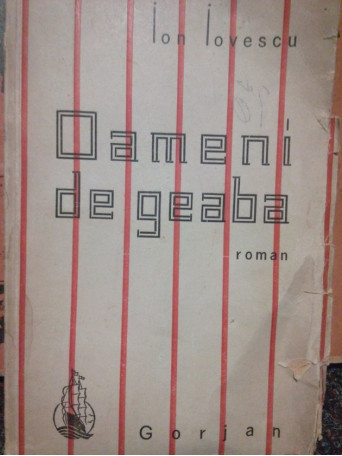 Ion Iovescu
Oameni
de geaba
roman
Gorjan